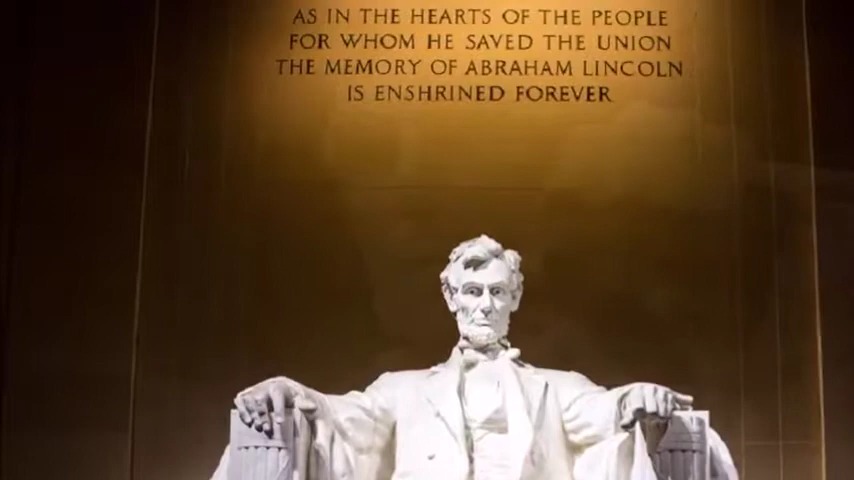 AS IN THE HEARTS OF THE PEOPLE
FOR WHOM HE SAVED THE UNION
THE MEMORY OF ABRAHAM LINCOLN
IS ENSHRINED FOREVER